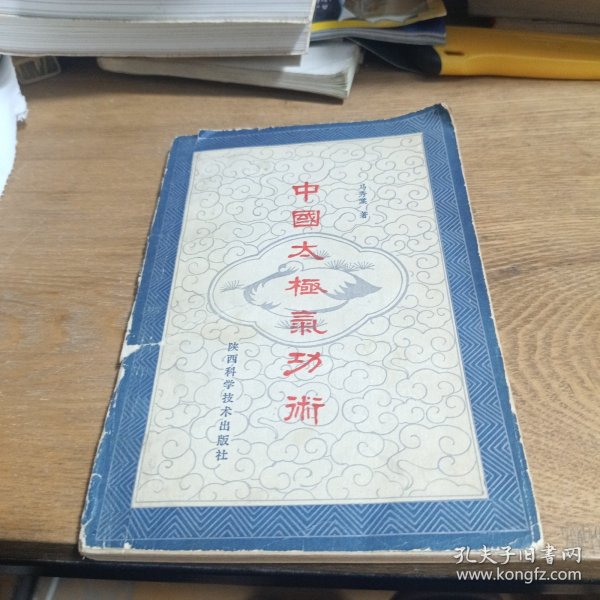 马秀棠 著
中國太極氣功術
陕西科学技术出版社
孔夫子旧书网
www.kongfz.com